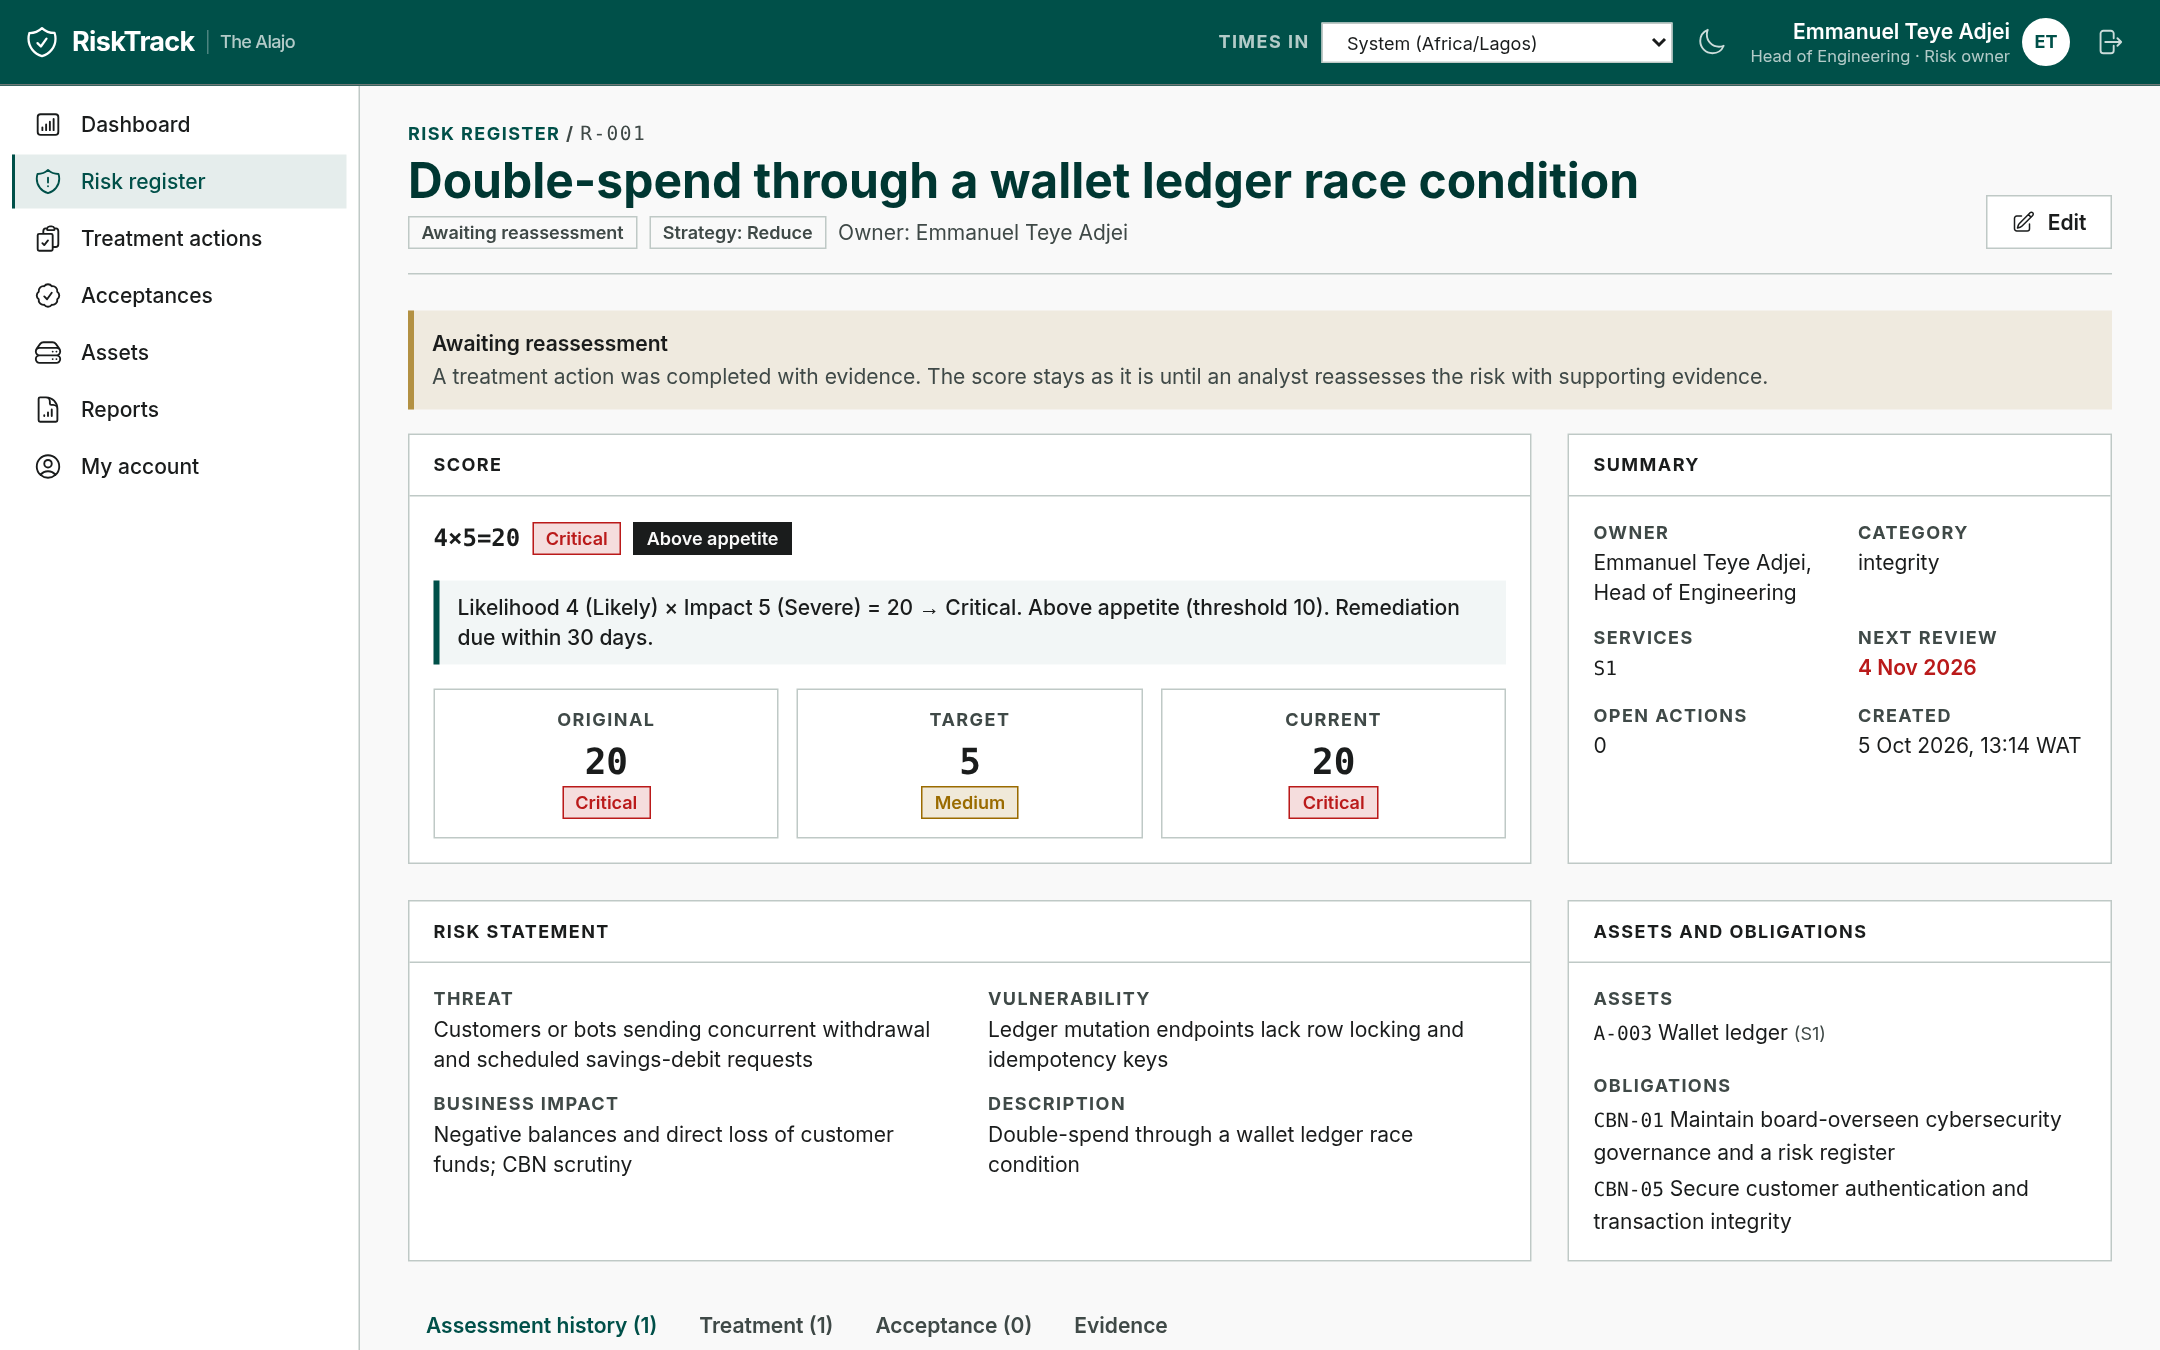 RiskTrack
The Alajo
TIMES IN
System (Africa/Lagos)
Emmanuel Teye Adjei
Head of Engineering · Risk owner
ET
Dashboard
Risk register
Treatment actions
Acceptances
Assets
Reports
My account
RISK REGISTER / R-001
Double-spend through a wallet ledger race condition
Awaiting reassessment
Strategy: Reduce
Owner: Emmanuel Teye Adjei
Edit
Awaiting reassessment
A treatment action was completed with evidence. The score stays as it is until an analyst reassesses the risk with supporting evidence.
SCORE
4×5=20
Critical
Above appetite
Likelihood 4 (Likely) × Impact 5 (Severe) = 20 → Critical. Above appetite (threshold 10). Remediation
due within 30 days.
ORIGINAL
20
Critical
TARGET
5
Medium
CURRENT
20
Critical
SUMMARY
OWNER
Emmanuel Teye Adjei,
Head of Engineering
CATEGORY
integrity
SERVICES
S1
NEXT REVIEW
4 Nov 2026
OPEN ACTIONS
0
CREATED
5 Oct 2026, 13:14 WAT
RISK STATEMENT
THREAT
Customers or bots sending concurrent withdrawal
and scheduled savings-debit requests
VULNERABILITY
Ledger mutation endpoints lack row locking and
idempotency keys
BUSINESS IMPACT
Negative balances and direct loss of customer
funds; CBN scrutiny
DESCRIPTION
Double-spend through a wallet ledger race
condition
ASSETS AND OBLIGATIONS
ASSETS
A-003 Wallet ledger (S1)
OBLIGATIONS
CBN-01 Maintain board-overseen cybersecurity
governance and a risk register
CBN-05 Secure customer authentication and
transaction integrity
Assessment history (1)
Treatment (1)
Acceptance (0)
Evidence